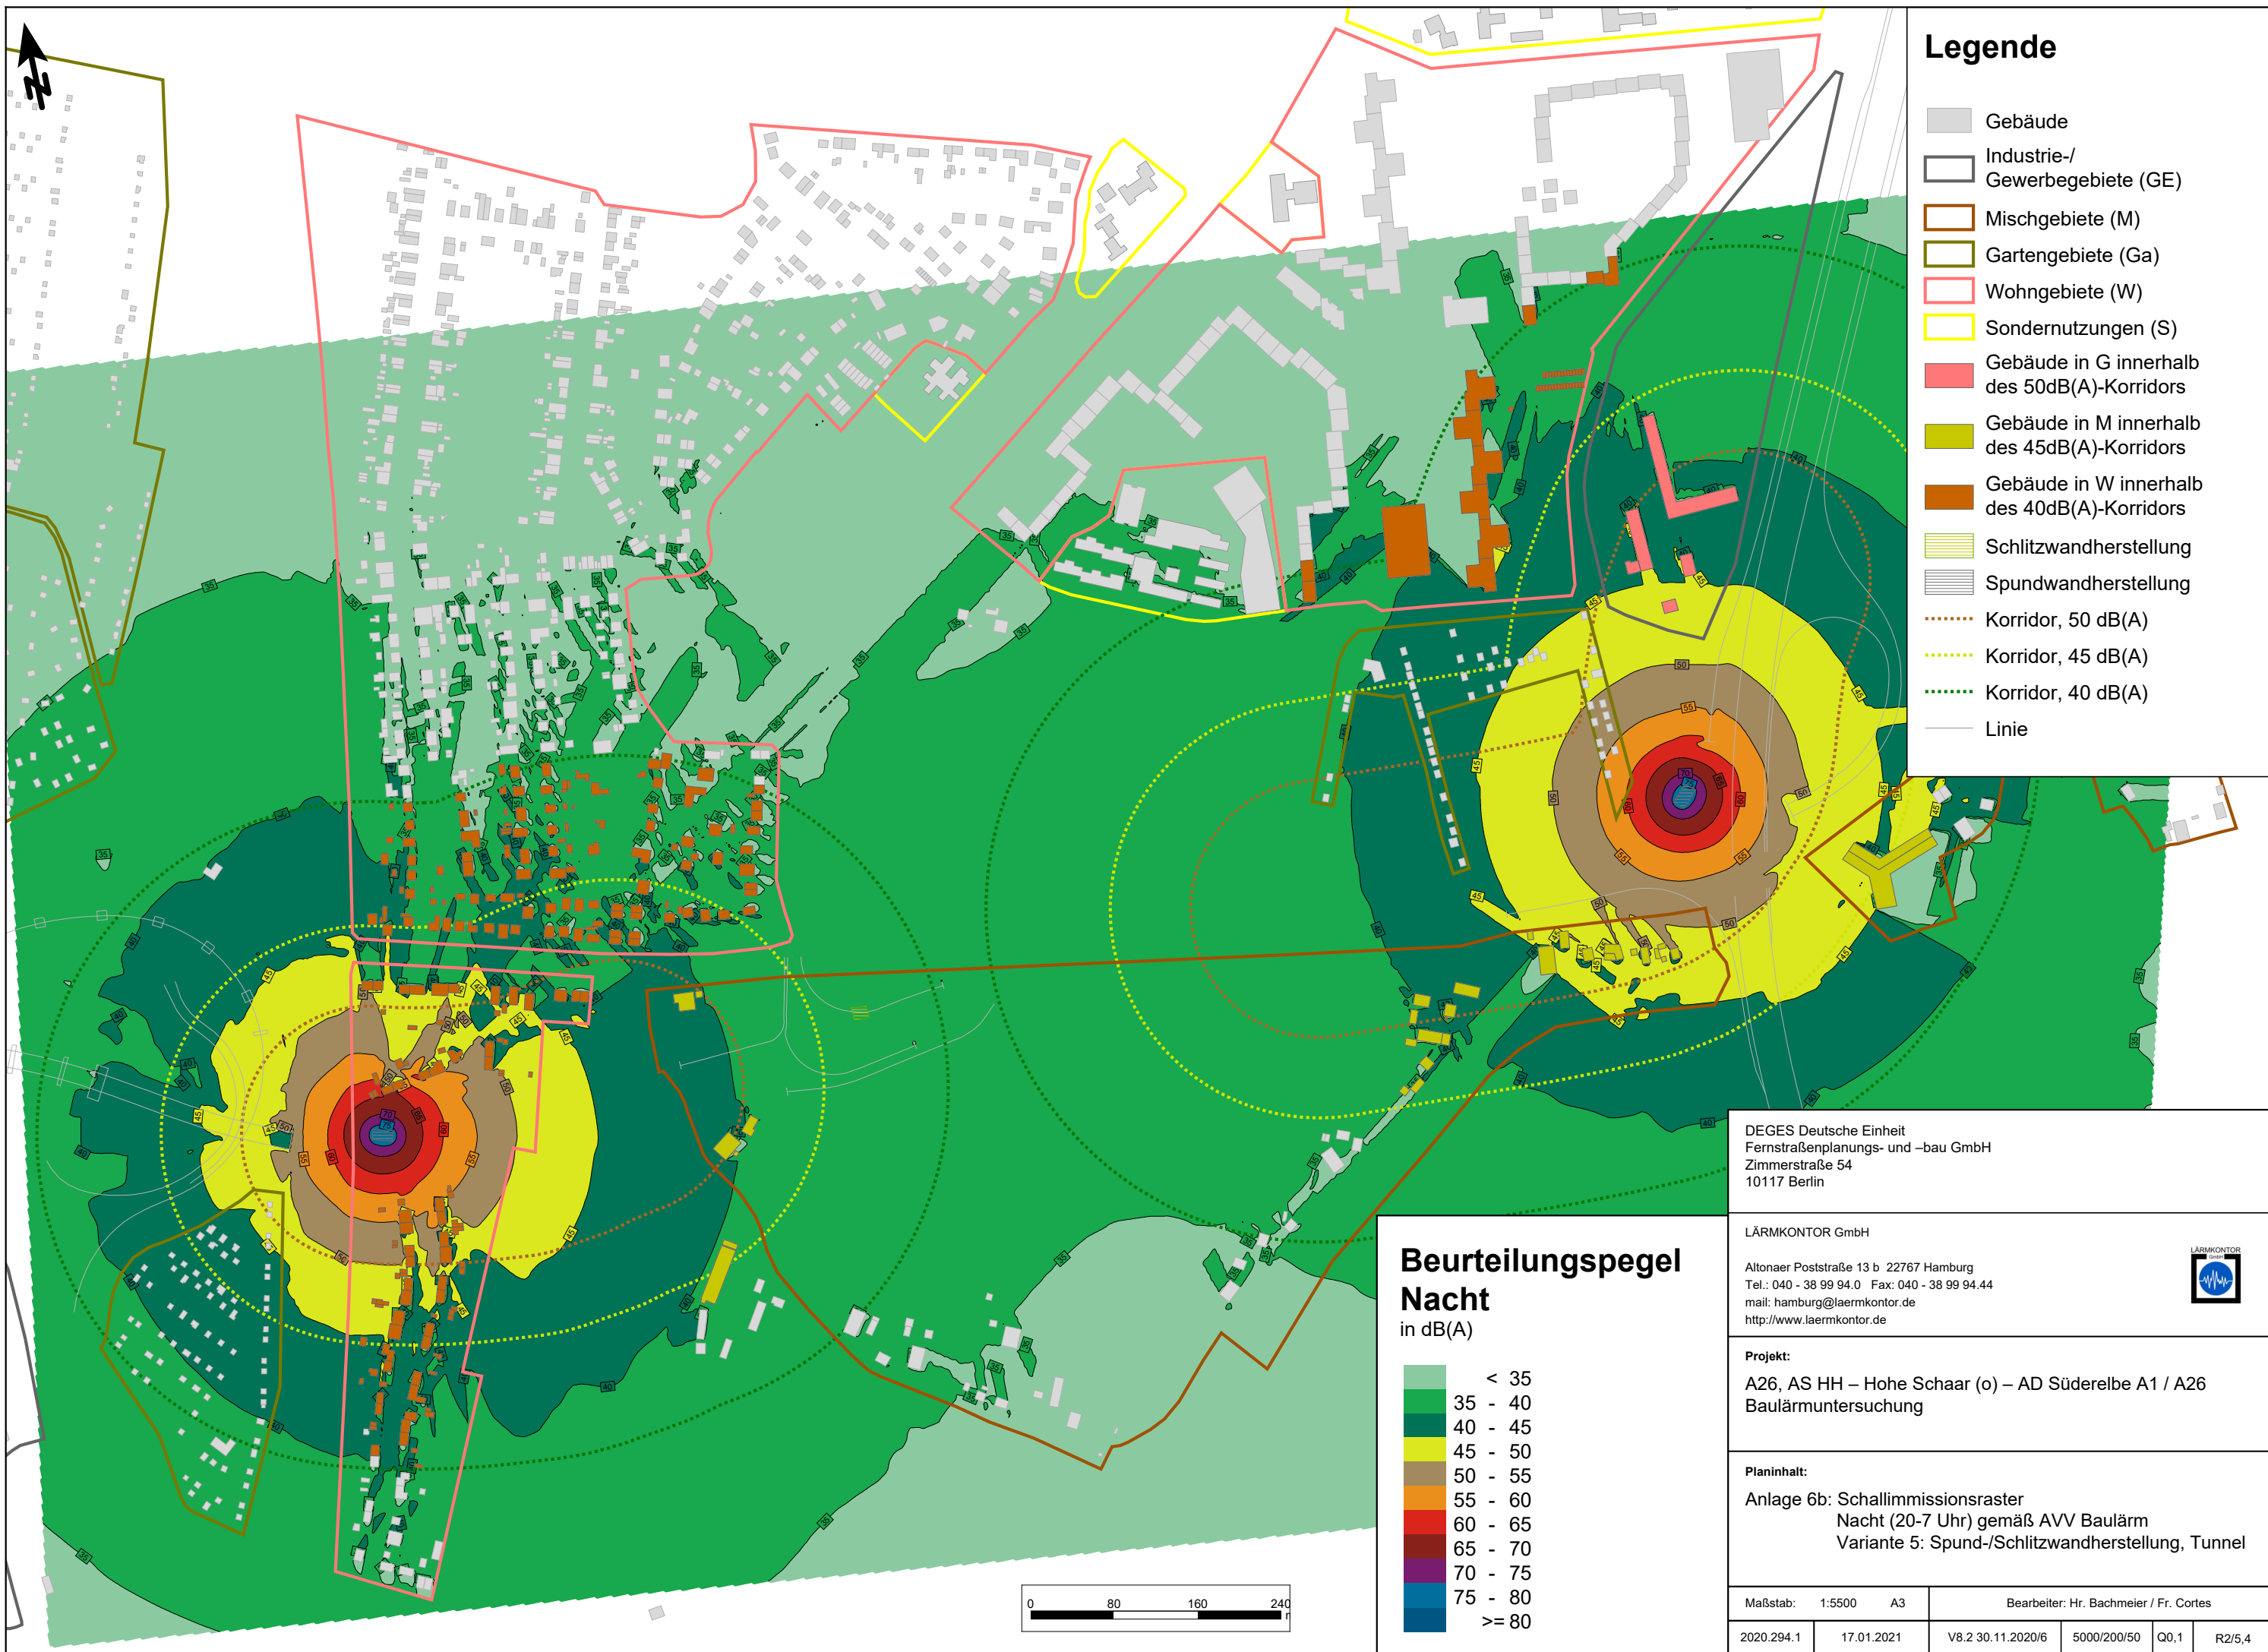 Legende
Gebäude
Industrie-/
Gewerbegebiete (GE)
Mischgebiete (M)
Gartengebiete (Ga)
Wohngebiete (W)
Sondernutzungen (S)
Gebäude in G innerhalb
des 50dB(A)-Korridors
Gebäude in M innerhalb
des 45dB(A)-Korridors
Gebäude in W innerhalb
des 40dB(A)-Korridors
Schlitzwandherstellung
Spundwandherstellung
Korridor, 50 dB(A)
Korridor, 45 dB(A)
Korridor, 40 dB(A)
Linie
DEGES Deutsche Einheit
Fernstraßenplanungs- und –bau GmbH
Zimmerstraße 54
10117 Berlin
LÄRMKONTOR GmbH
Altonaer Poststraße 13 b 22767 Hamburg
Tel.: 040 - 38 99 94.0 Fax: 040 - 38 99 94.44
mail: hamburg@laermkontor.de
http://www.laermkontor.de
LÄRMKONTOR
GmbH
Projekt:
A26, AS HH – Hohe Schaar (o) – AD Süderelbe A1 / A26
Baulärmuntersuchung
Planinhalt:
Anlage 6b: Schallimmissionsraster
Nacht (20-7 Uhr) gemäß AVV Baulärm
Variante 5: Spund-/Schlitzwandherstellung, Tunnel
Maßstab: 1:5500 A3 Bearbeiter: Hr. Bachmeier / Fr. Cortes
2020.294.1 17.01.2021 V8.2 30.11.2020/6 5000/200/50 Q0,1 R2/5,4
Beurteilungspegel
Nacht
in dB(A)
< 35
35 - 40
40 - 45
45 - 50
50 - 55
55 - 60
60 - 65
65 - 70
70 - 75
75 - 80
>= 80
0 80 160 240